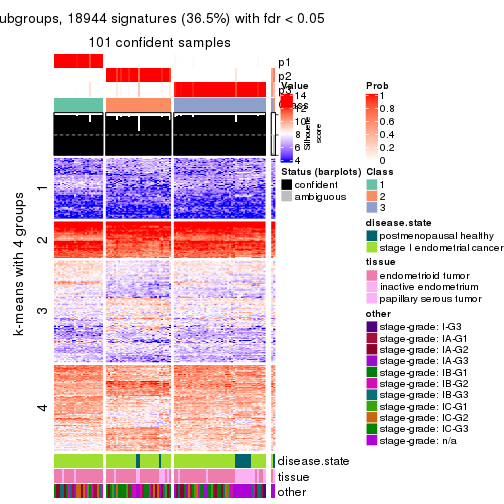 ubgroups, 18944 signatures (36.5%) with fdr < 0.05
101 confident samples
p1
p2
p3
Value
14
12
10
8
6
4
Silhouette
score
Prob
1
0.8
0.6
0.4
0.2
0
Status (barplots)
confident
ambiguous
Class
1
2
3
disease.state
postmenopausal healthy
stage I endometrial cancer
tissue
endometrioid tumor
inactive endometrium
papillary serous tumor
other
stage-grade: I-G3
stage-grade: IA-G1
stage-grade: IA-G2
stage-grade: IA-G3
stage-grade: IB-G1
stage-grade: IB-G2
stage-grade: IB-G3
stage-grade: IC-G1
stage-grade: IC-G2
stage-grade: IC-G3
stage-grade: n/a
k-means with 4 groups
1
2
3
4
disease.state
tissue
other